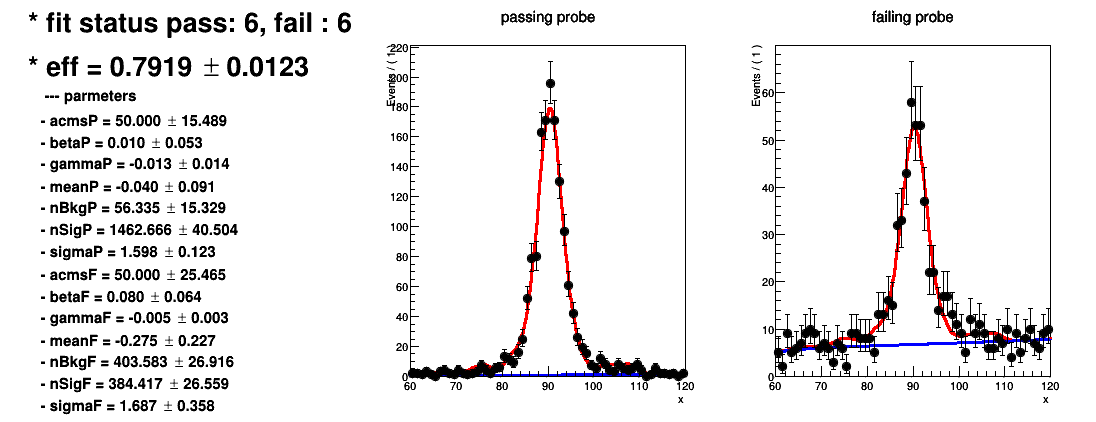 * fit status pass: 6, fail : 6
* eff = 0.7919 ± 0.0123
--- parmeters
- acmsP = 50.000 ± 15.489
- betaP = 0.010 ± 0.053
- gammaP = -0.013 ± 0.014
- meanP = -0.040 ± 0.091
- nBkgP = 56.335 ± 15.329
- nSigP = 1462.666 ± 40.504
- sigmaP = 1.598 ± 0.123
- acmsF = 50.000 ± 25.465
- betaF = 0.080 ± 0.064
- gammaF = -0.005 ± 0.003
- meanF = -0.275 ± 0.227
- nBkgF = 403.583 ± 26.916
- nSigF = 384.417 ± 26.559
- sigmaF = 1.687 ± 0.358
passing probe
Events / ( 1 )
220
200
180
160
140
120
100
80
60
40
20
0
60 70 80 90 100 110 120
x
failing probe
Events / ( 1 )
60
50
40
30
20
10
0
60 70 80 90 100 110 120
x